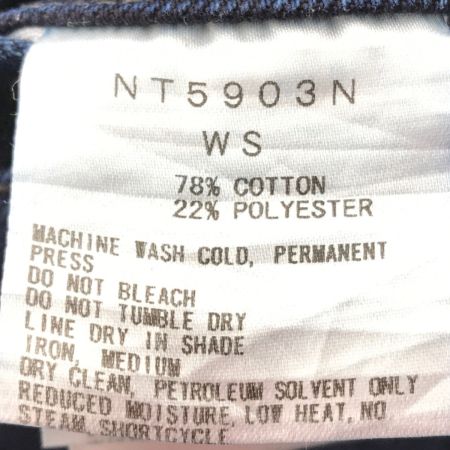 NT5903N
WS
78% COTTON
22% POLYESTER
MACHINE WASH COLD, PERMANENT
PRESS
DO NOT BLEACH
DO NOT TUMBLE DRY
LINE DRY IN SHADE
IRON, MEDIUM
DRY CLEAN, PETROLEUM SOLVENT ONLY
REDUCED MOISTURE, LOW HEAT, NO
STEAM, SHORTCYCLE